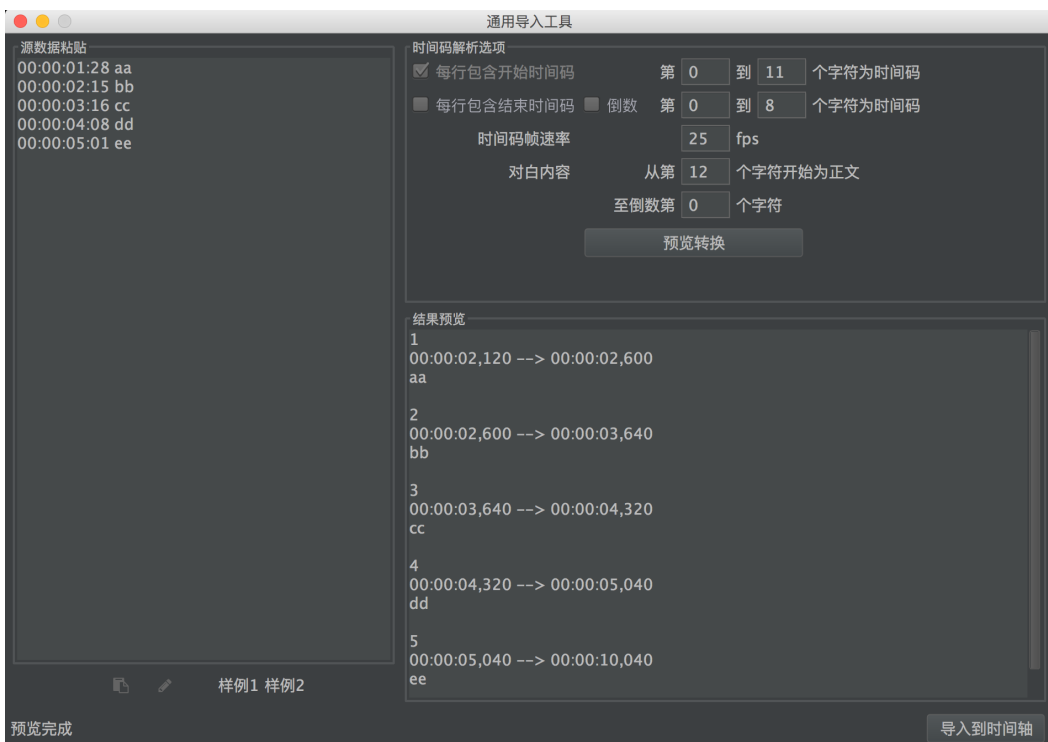 通用导入工具
源数据粘贴
00:00:01:28 aa
00:00:02:15 bb
00:00:03:16 cc
00:00:04:08 dd
00:00:05:01 ee
样例1 样例2
时间码解析选项
每行包含开始时间码 第 0 到 11 个字符为时间码
每行包含结束时间码 倒数 第 0 到 8 个字符为时间码
时间码帧速率 25 fps
对白内容 从第 12 个字符开始为正文
至倒数第 0 个字符
预览转换
结果预览
1
00:00:02,120 --> 00:00:02,600
aa
2
00:00:02,600 --> 00:00:03,640
bb
3
00:00:03,640 --> 00:00:04,320
cc
4
00:00:04,320 --> 00:00:05,040
dd
5
00:00:05,040 --> 00:00:10,040
ee
预览完成
导入到时间轴